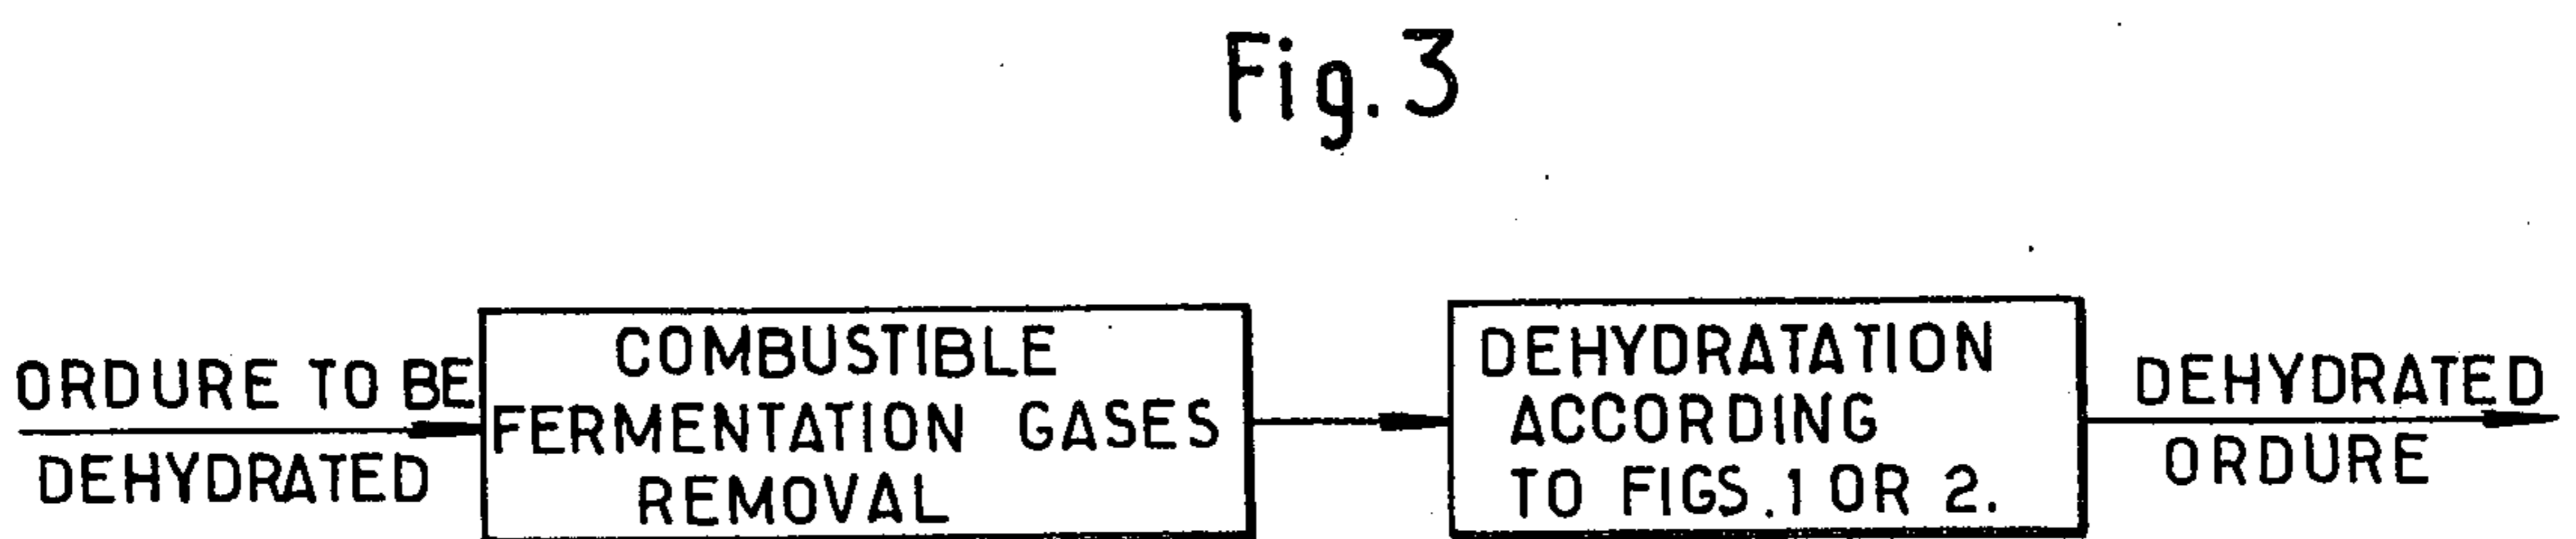 Fig. 3
ORDURE TO BE
DEHYDRATED
COMBUSTIBLE
FERMENTATION GASES
REMOVAL
DEHYDRATATION
ACCORDING
TO FIGS.1 OR 2.
DEHYDRATED
ORDURE